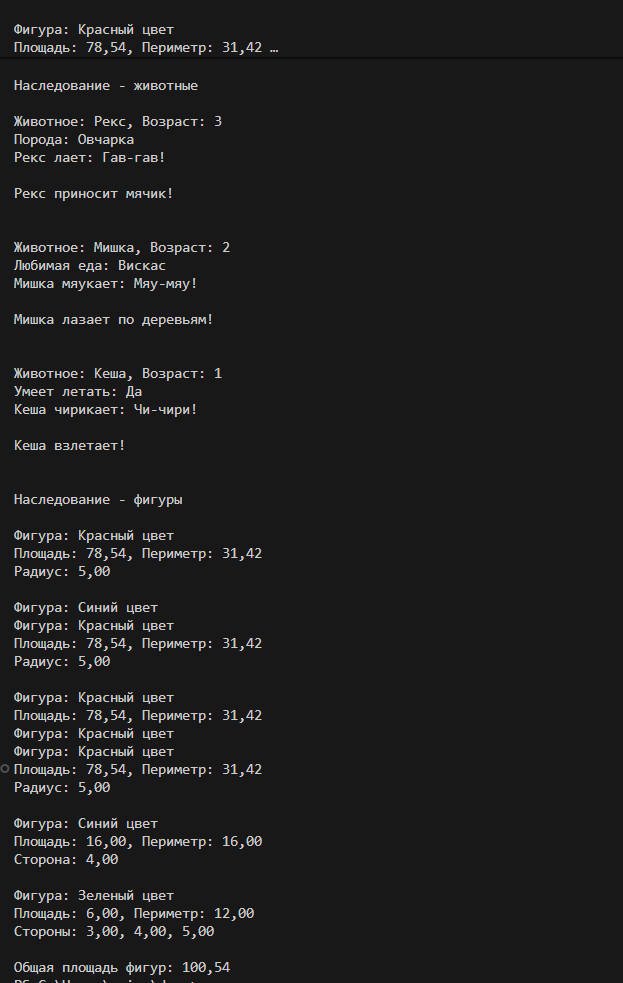 Фигура: Красный цвет
Площадь: 78,54, Периметр: 31,42 …
Наследование - животные
Животное: Рекс, Возраст: 3
Порода: Овчарка
Рекс лает: Гав-гав!
Рекс приносит мячик!
Животное: Мишка, Возраст: 2
Любимая еда: Вискас
Мишка мяукает: Мяу-мяу!
Мишка лазает по деревьям!
Животное: Кеша, Возраст: 1
Умеет летать: Да
Кеша чирикает: Чи-чири!
Кеша взлетает!
Наследование - фигуры
Фигура: Красный цвет
Площадь: 78,54, Периметр: 31,42
Радиус: 5,00
Фигура: Синий цвет
Фигура: Красный цвет
Площадь: 78,54, Периметр: 31,42
Радиус: 5,00
Фигура: Красный цвет
Площадь: 78,54, Периметр: 31,42
Фигура: Красный цвет
Фигура: Красный цвет
Площадь: 78,54, Периметр: 31,42
Радиус: 5,00
Фигура: Синий цвет
Площадь: 16,00, Периметр: 16,00
Сторона: 4,00
Фигура: Зеленый цвет
Площадь: 6,00, Периметр: 12,00
Стороны: 3,00, 4,00, 5,00
Общая площадь фигур: 100,54